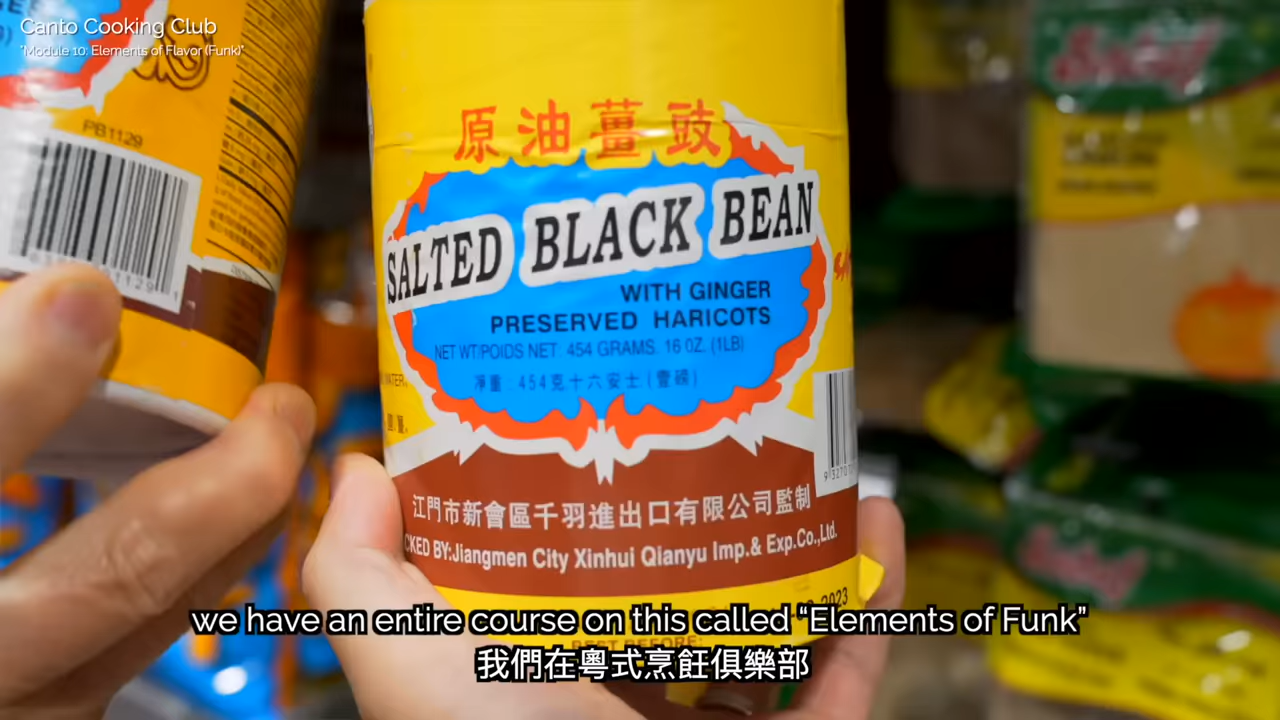 Canto Cooking Club
"Module 10: Elements of Flavor (Funk)"
PB1129
原油薑豉
SALTED BLACK BEAN
WITH GINGER
PRESERVED HARICOTS
NET WT/POIDS NET. 454 GRAMS. 16 OZ. (1LB)
淨重:454克十六安士(壹磅)
江門市新會區千羽進出口有限公司監制
CKED BY:Jiangmen City Xinhui Qianyu Imp.& Exp.Co.,Ltd.
2023
BEST BEFORE:
we have an entire course on this called “Elements of Funk”
我們在粵式烹飪俱樂部